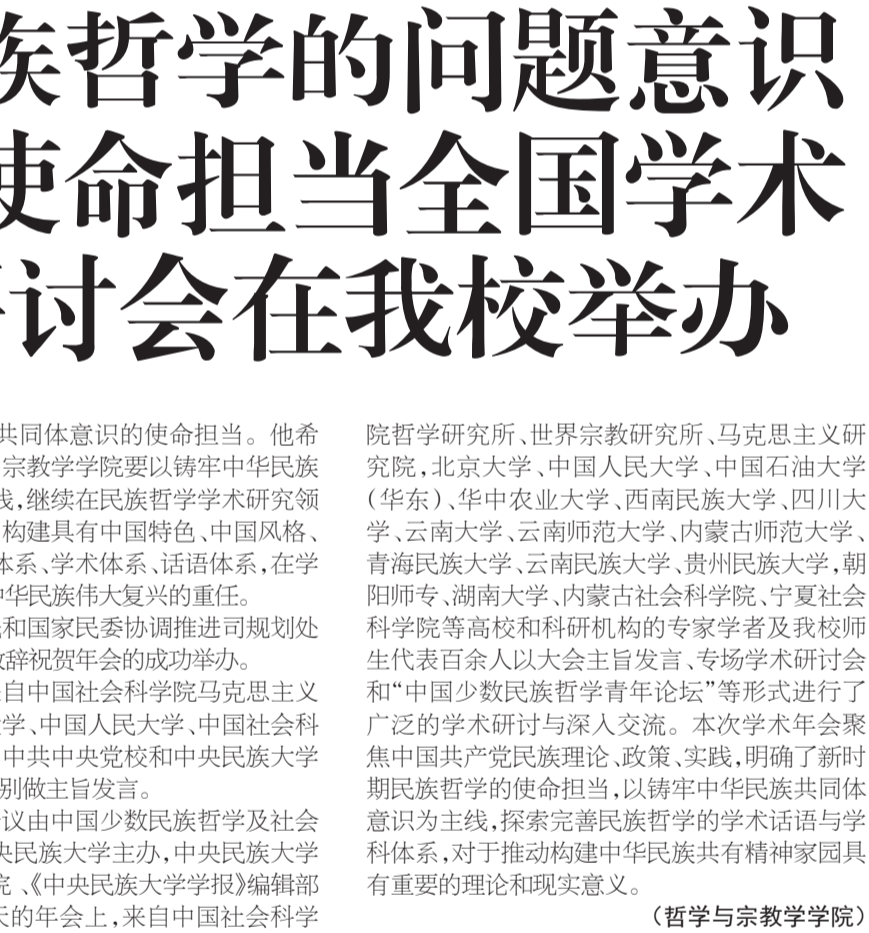 族哲学的问题意识
使命担当全国学术
讨会在我校举办
共同体意识的使命担当。他希
宗教学学院要以铸牢中华民族
线,继续在民族哲学学术研究领
构建具有中国特色、中国风格、
体系、学术体系、话语体系,在学
中华民族伟大复兴的重任。
和国家民委协调推进司规划处
致辞祝贺年会的成功举办。
来自中国社会科学院马克思主义
大学、中国人民大学、中国社会科
中共中央党校和中央民族大学
别做主旨发言。
议由中国少数民族哲学及社会
央民族大学主办,中央民族大学
院、《中央民族大学学报》编辑部
天的年会上,来自中国社会科学
院哲学研究所、世界宗教研究所、马克思主义研
究院,北京大学、中国人民大学、中国石油大学
(华东)、华中农业大学、西南民族大学、四川大
学、云南大学、云南师范大学、内蒙古师范大学、
青海民族大学、云南民族大学、贵州民族大学,朝
阳师专、湖南大学、内蒙古社会科学院、宁夏社会
科学院等高校和科研机构的专家学者及我校师
生代表百余人以大会主旨发言、专场学术研讨会
和“中国少数民族哲学青年论坛”等形式进行了
广泛的学术研讨与深入交流。本次学术年会聚
焦中国共产党民族理论、政策、实践,明确了新时
期民族哲学的使命担当,以铸牢中华民族共同体
意识为主线,探索完善民族哲学的学术话语与学
科体系,对于推动构建中华民族共有精神家园具
有重要的理论和现实意义。
(哲学与宗教学学院)